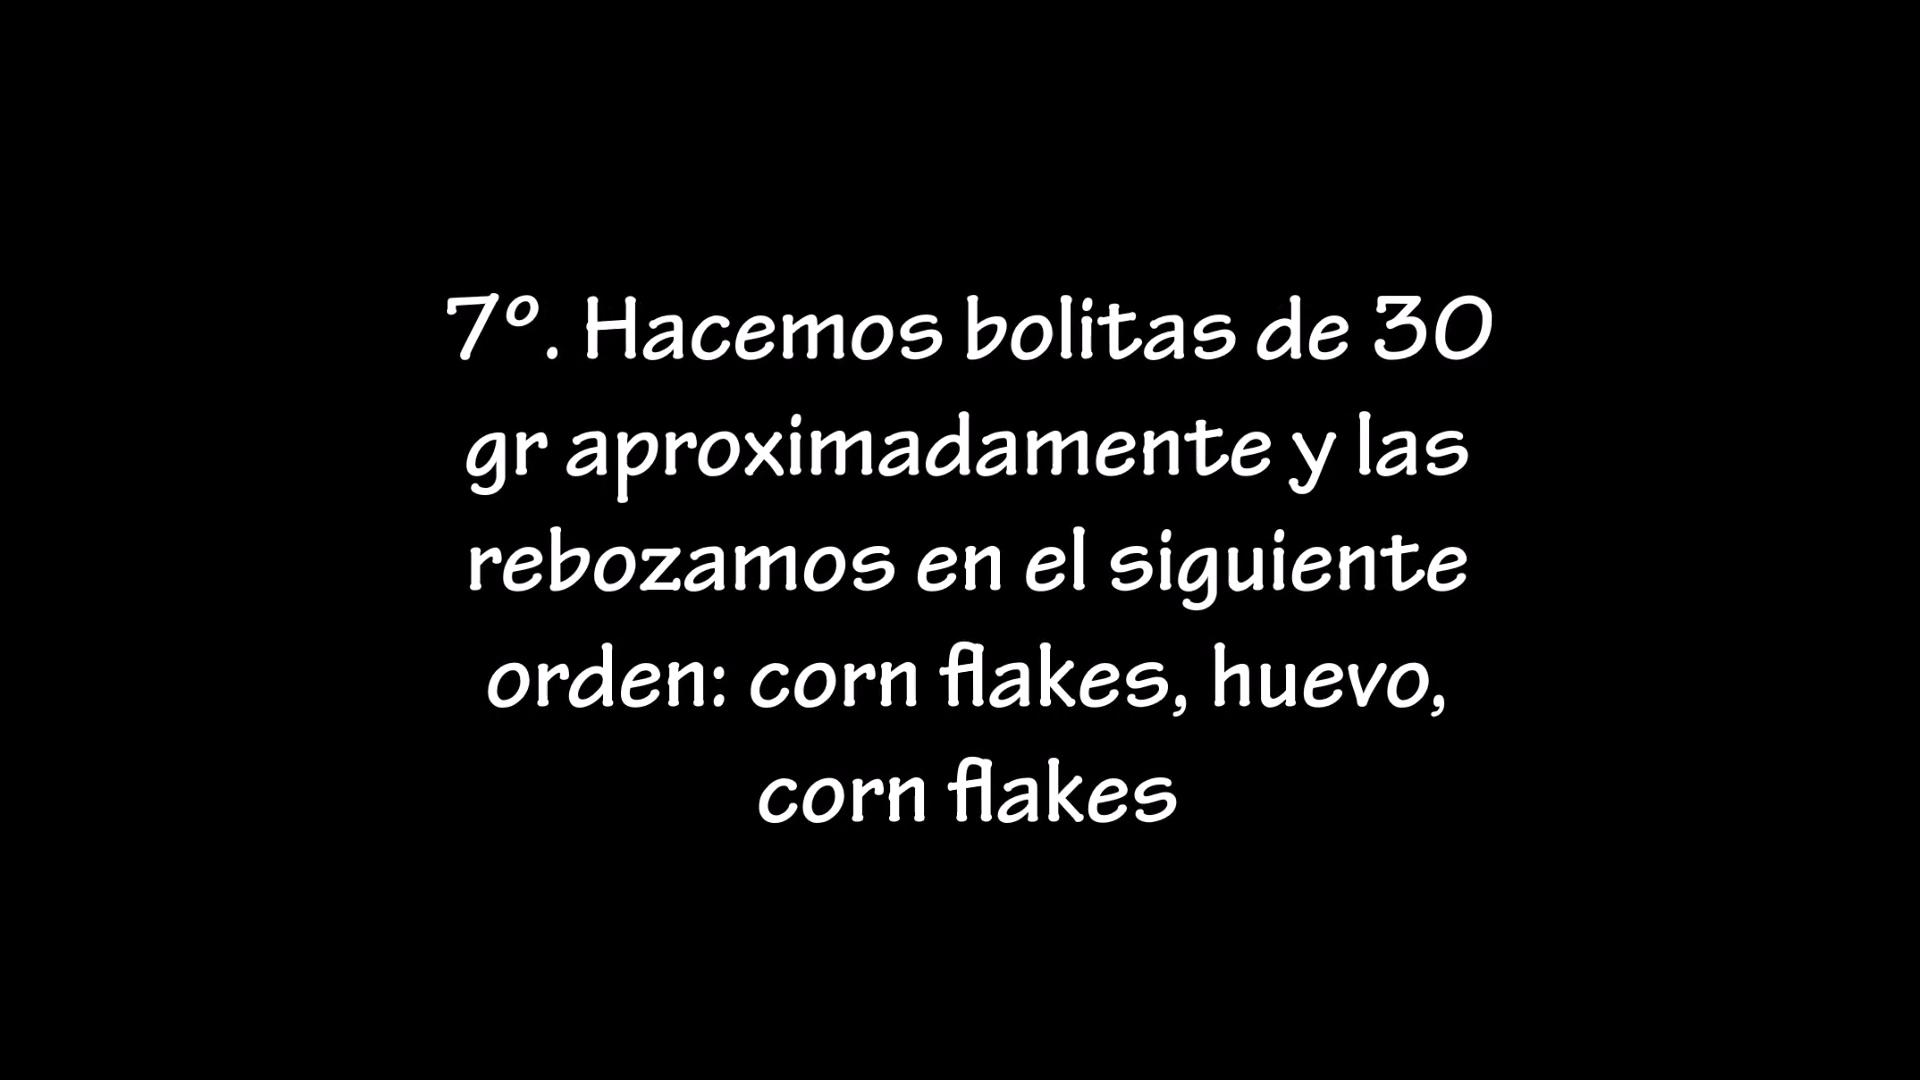 7º. Hacemos bolitas de 30
gr aproximadamente y las
rebozamos en el siguiente
orden: corn flakes, huevo,
corn flakes